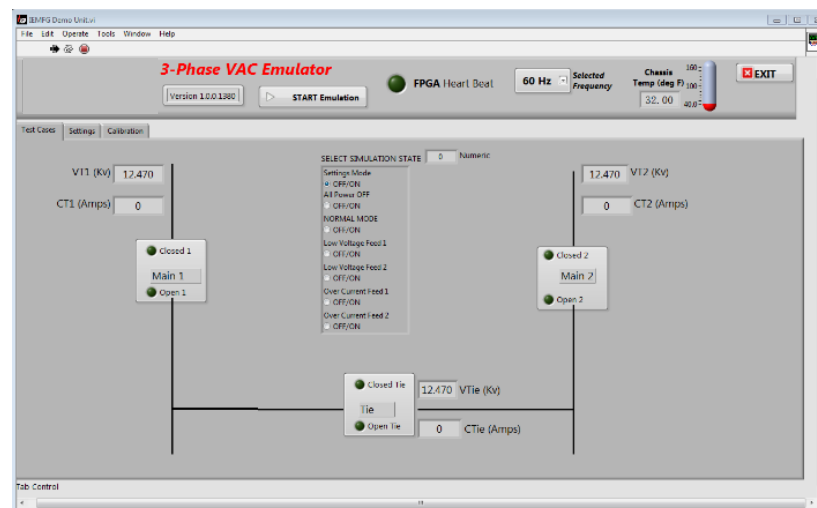 IEMFG Demo Unit.vi
File Edit Operate Tools Window Help
3-Phase VAC Emulator
Version 1.0.0.1380
START Emulation
FPGA Heart Beat
60 Hz
Selected
Frequency
Chassis
Temp (deg F)
32.00
160
100
40.0
EXIT
Test Cases Settings Calibration
SELECT SIMULATION STATE 0 Numeric
VT1 (Kv) 12.470
CT1 (Amps) 0
Settings Mode
OFF/ON
All Power OFF
OFF/ON
NORMAL MODE
OFF/ON
Low Voltage Feed 1
OFF/ON
Low Voltage Feed 2
OFF/ON
Over Current Feed 1
OFF/ON
Over Current Feed 2
OFF/ON
12.470 VT2 (Kv)
0 CT2 (Amps)
Closed 1
Main 1
Open 1
Closed 2
Main 2
Open 2
Closed Tie
Tie
Open Tie
12.470 VTie (Kv)
0 CTie (Amps)
Tab Control